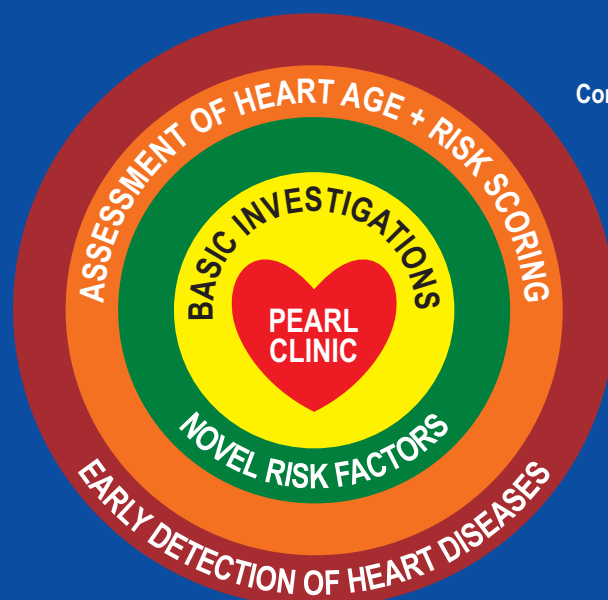 ASSESSMENT OF HEART AGE + RISK SCORING
BASIC INVESTIGATIONS
PEARL
CLINIC
NOVEL RISK FACTORS
EARLY DETECTION OF HEART DISEASES